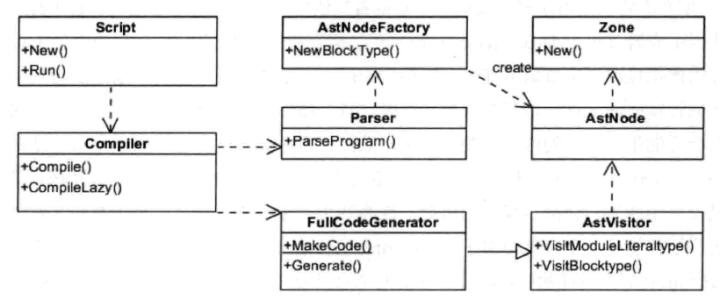 Script
+New()
+Run()
AstNodeFactory
+NewBlockType()
Zone
+New()
create
Compiler
+Compile()
+CompileLazy()
Parser
+ParseProgram()
AstNode
FullCodeGenerator
+MakeCode()
+Generate()
AstVisitor
+VisitModuleLiteraltype()
+VisitBlocktype()